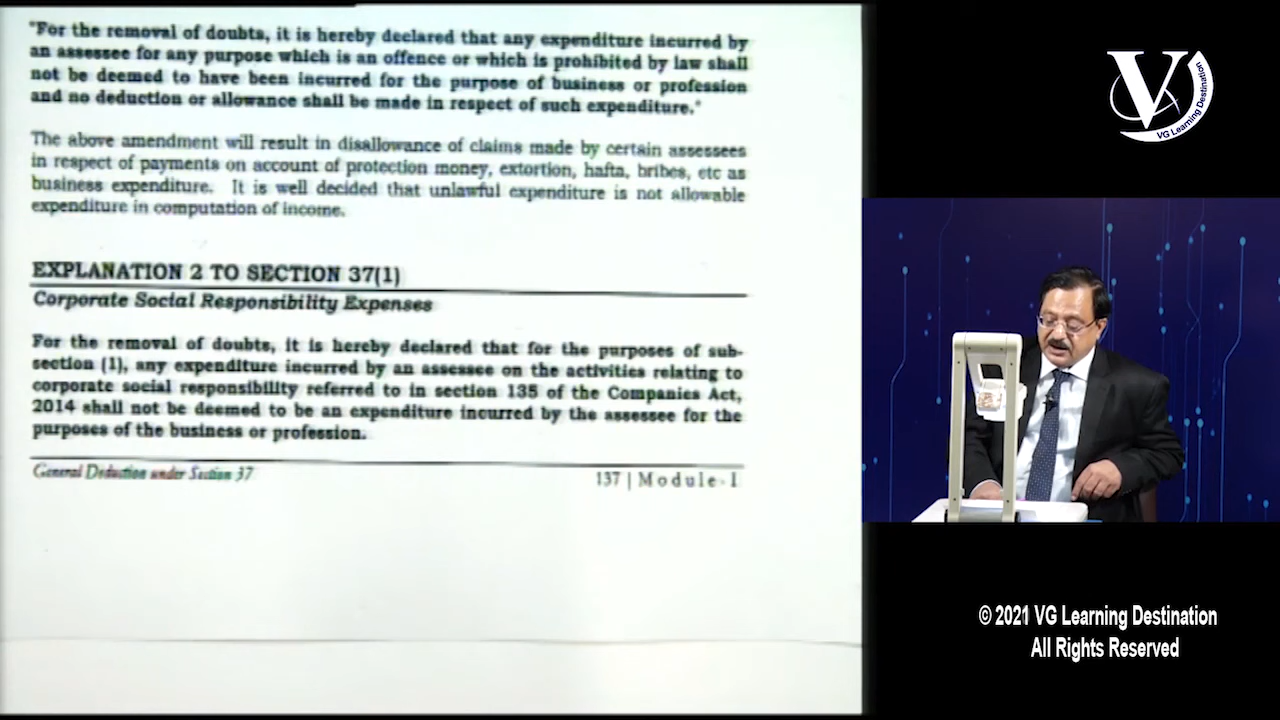 "For the removal of doubts, it is hereby declared that any expenditure incurred by
an assessee for any purpose which is an offence or which is prohibited by law shall
not be deemed to have been incurred for the purpose of business or profession
and no deduction or allowance shall be made in respect of such expenditure."
The above amendment will result in disallowance of claims made by certain assessees
in respect of payments on account of protection money, extortion, hafta, bribes, etc as
business expenditure. It is well decided that unlawful expenditure is not allowable
expenditure in computation of income.
EXPLANATION 2 TO SECTION 37(1)
Corporate Social Responsibility Expenses
For the removal of doubts, it is hereby declared that for the purposes of sub-
section (1), any expenditure incurred by an assessee on the activities relating to
corporate social responsibility referred to in section 135 of the Companies Act,
2014 shall not be deemed to be an expenditure incurred by the assessee for the
purposes of the business or profession.
General Deduction under Section 37
137 | Module-I
V
VG Learning Destination
© 2021 VG Learning Destination
All Rights Reserved